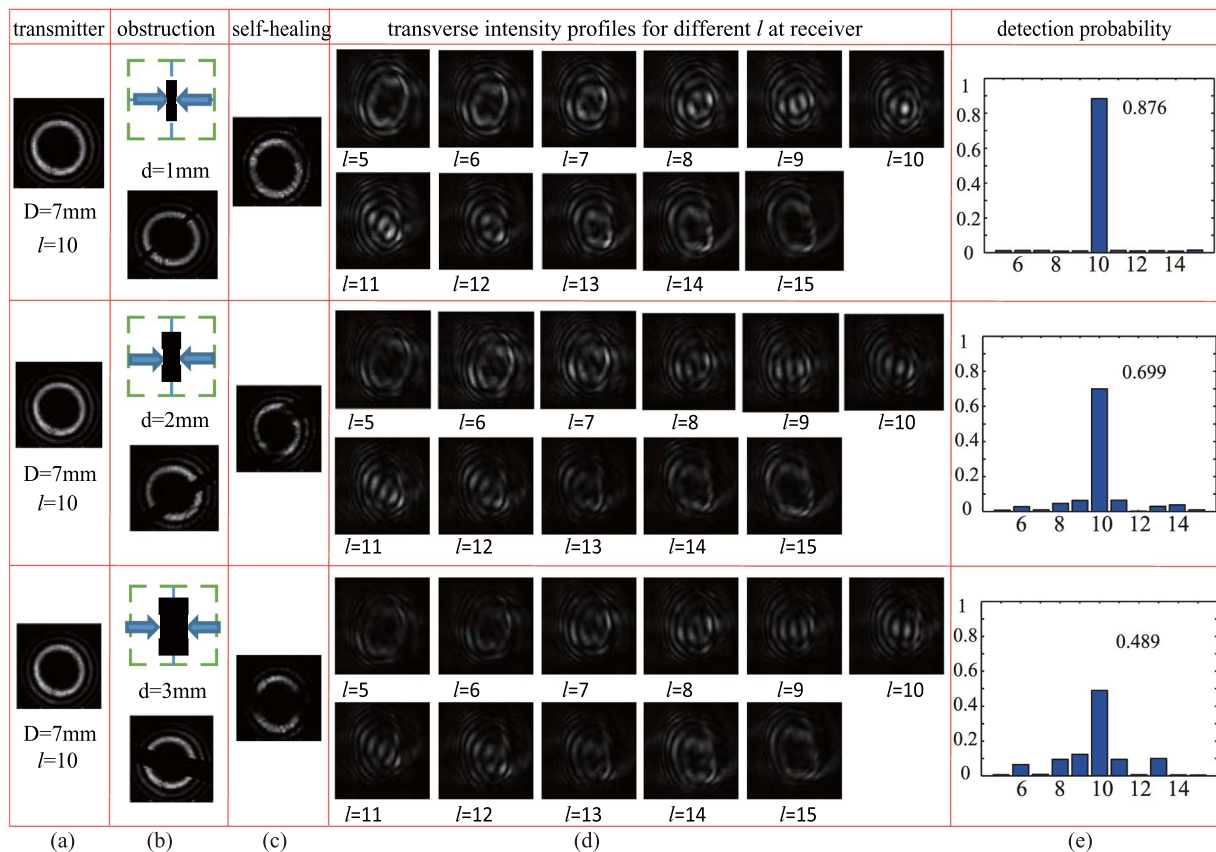 transmitter obstruction self-healing transverse intensity profiles for different l at receiver detection probability
D=7mm
l=10
d=1mm
l=5 l=6 l=7 l=8 l=9 l=10
l=11 l=12 l=13 l=14 l=15
1
0.8
0.6
0.4
0.2
0
0.876
6 8 10 12 14
D=7mm
l=10
d=2mm
l=5 l=6 l=7 l=8 l=9 l=10
l=11 l=12 l=13 l=14 l=15
1
0.8
0.6
0.4
0.2
0
0.699
6 8 10 12 14
D=7mm
l=10
d=3mm
l=5 l=6 l=7 l=8 l=9 l=10
l=11 l=12 l=13 l=14 l=15
1
0.8
0.6
0.4
0.2
0
0.489
6 8 10 12 14
(a) (b) (c) (d) (e)